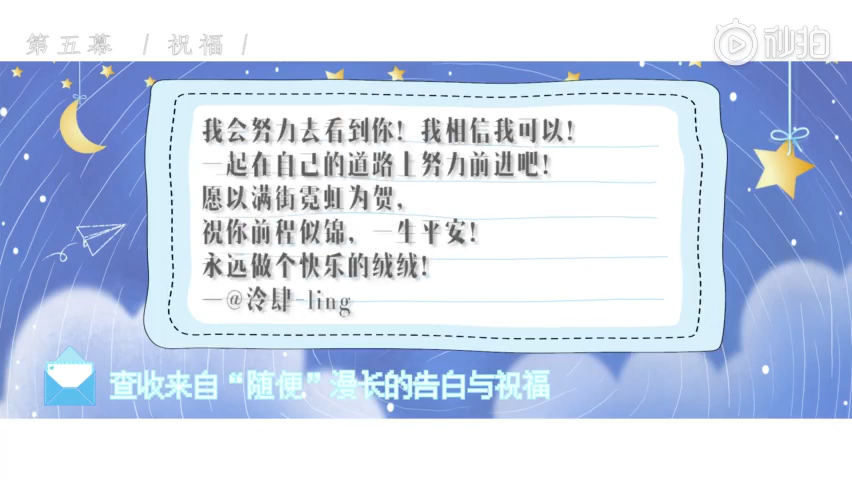 第五幕 / 祝福 /
秒拍
我会努力去看到你！我相信我可以！
一起在自己的道路上努力前进吧！
愿以满街霓虹为贺，
祝你前程似锦，一生平安！
永远做个快乐的绒绒！
—@泠肆-ling
查收来自“随便”漫长的告白与祝福